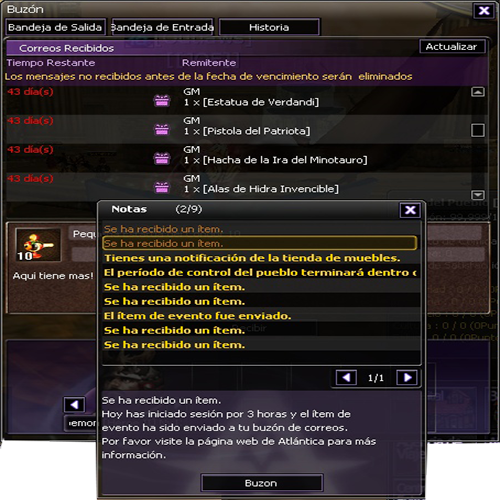 Buzón
Bandeja de Salida
Bandeja de Entrada
Historia
Correos Recibidos
Actualizar
Tiempo Restante
Remitente
Los mensajes no recibidos antes de la fecha de vencimiento serán eliminados
43 día(s)
GM
1 x [Estatua de Verdandi]
43 día(s)
GM
1 x [Pistola del Patriota]
43 día(s)
GM
1 x [Hacha de la Ira del Minotauro]
43 día(s)
GM
1 x [Alas de Hidra Invencible]
Notas (2/9)
Se ha recibido un ítem.
Se ha recibido un ítem.
Tienes una notificación de la tienda de muebles.
El período de control del pueblo terminará dentro
Se ha recibido un ítem.
Se ha recibido un ítem.
El ítem de evento fue enviado.
Se ha recibido un ítem.
Se ha recibido un ítem.
10
Aqui tiene mas!
1/1
Se ha recibido un ítem.
Hoy has iniciado sesión por 3 horas y el ítem de
evento ha sido enviado a tu buzón de correos.
Por favor visite la página web de Atlántica para más
información.
Buzon